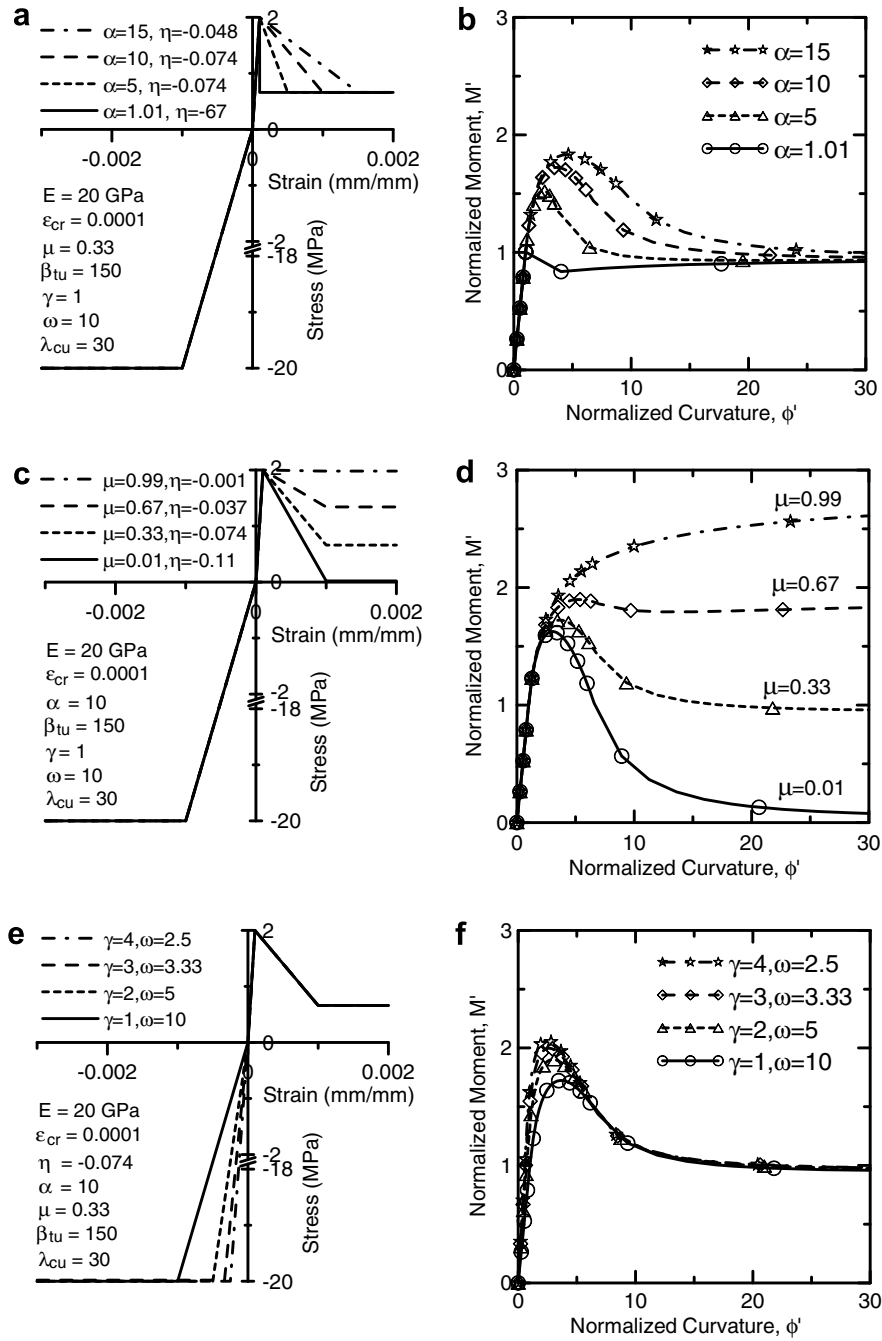 a
α=15, η=-0.048
α=10, η=-0.074
α=5, η=-0.074
α=1.01, η=-67
2
0
-0.002
0
0.002
Strain (mm/mm)
E = 20 GPa
εcr = 0.0001
μ = 0.33
βtu = 150
γ = 1
ω = 10
λcu = 30
-2
-18
-20
Stress (MPa)
b
3
2
1
0
Normalized Moment, M'
α=15
α=10
α=5
α=1.01
0
10
20
30
Normalized Curvature, ϕ'
c
μ=0.99,η=-0.001
μ=0.67,η=-0.037
μ=0.33,η=-0.074
μ=0.01,η=-0.11
2
0
-0.002
0
0.002
Strain (mm/mm)
E = 20 GPa
εcr = 0.0001
α = 10
βtu = 150
γ = 1
ω = 10
λcu = 30
-2
-18
-20
Stress (MPa)
d
3
2
1
0
Normalized Moment, M'
μ=0.99
μ=0.67
μ=0.33
μ=0.01
0
10
20
30
Normalized Curvature, ϕ'
e
γ=4,ω=2.5
γ=3,ω=3.33
γ=2,ω=5
γ=1,ω=10
2
0
-0.002
0
0.002
Strain (mm/mm)
E = 20 GPa
εcr = 0.0001
η = -0.074
α = 10
μ = 0.33
βtu = 150
λcu = 30
-2
-18
-20
Stress (MPa)
f
3
2
1
0
Normalized Moment, M'
γ=4,ω=2.5
γ=3,ω=3.33
γ=2,ω=5
γ=1,ω=10
0
10
20
30
Normalized Curvature, ϕ'